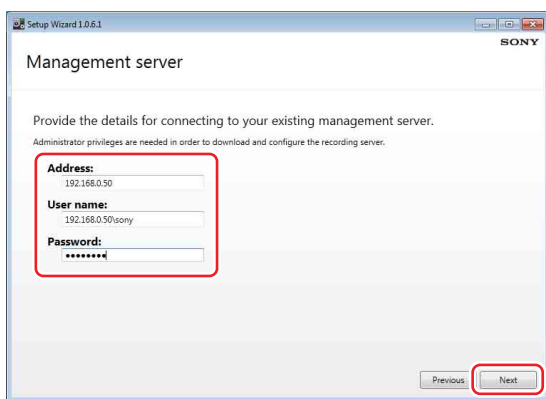 Setup Wizard 1.0.6.1
SONY
Management server
Provide the details for connecting to your existing management server.
Administrator privileges are needed in order to download and configure the recording server.
Address:
192.168.0.50
User name:
192.168.0.50\sony
Password:
••••••••
Previous
Next